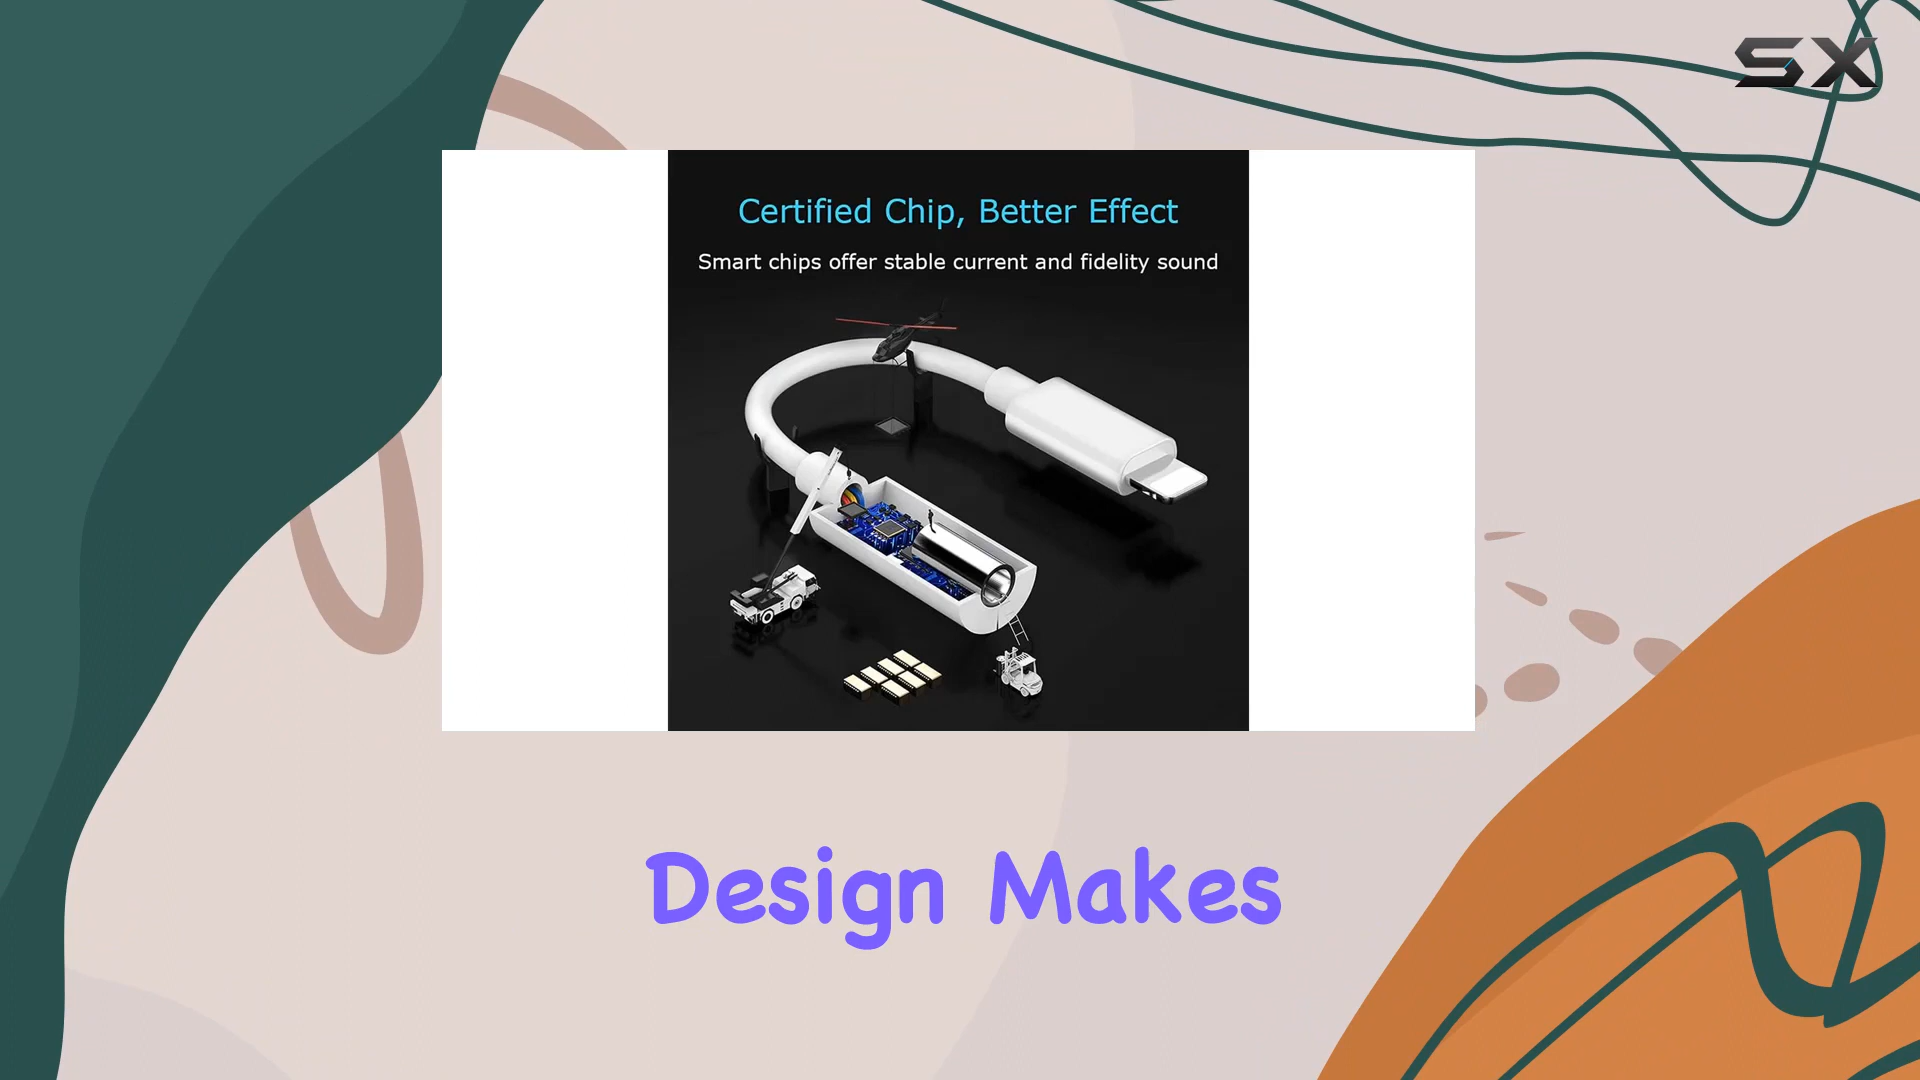 SX
Certified Chip, Better Effect
Smart chips offer stable current and fidelity sound
Design Makes